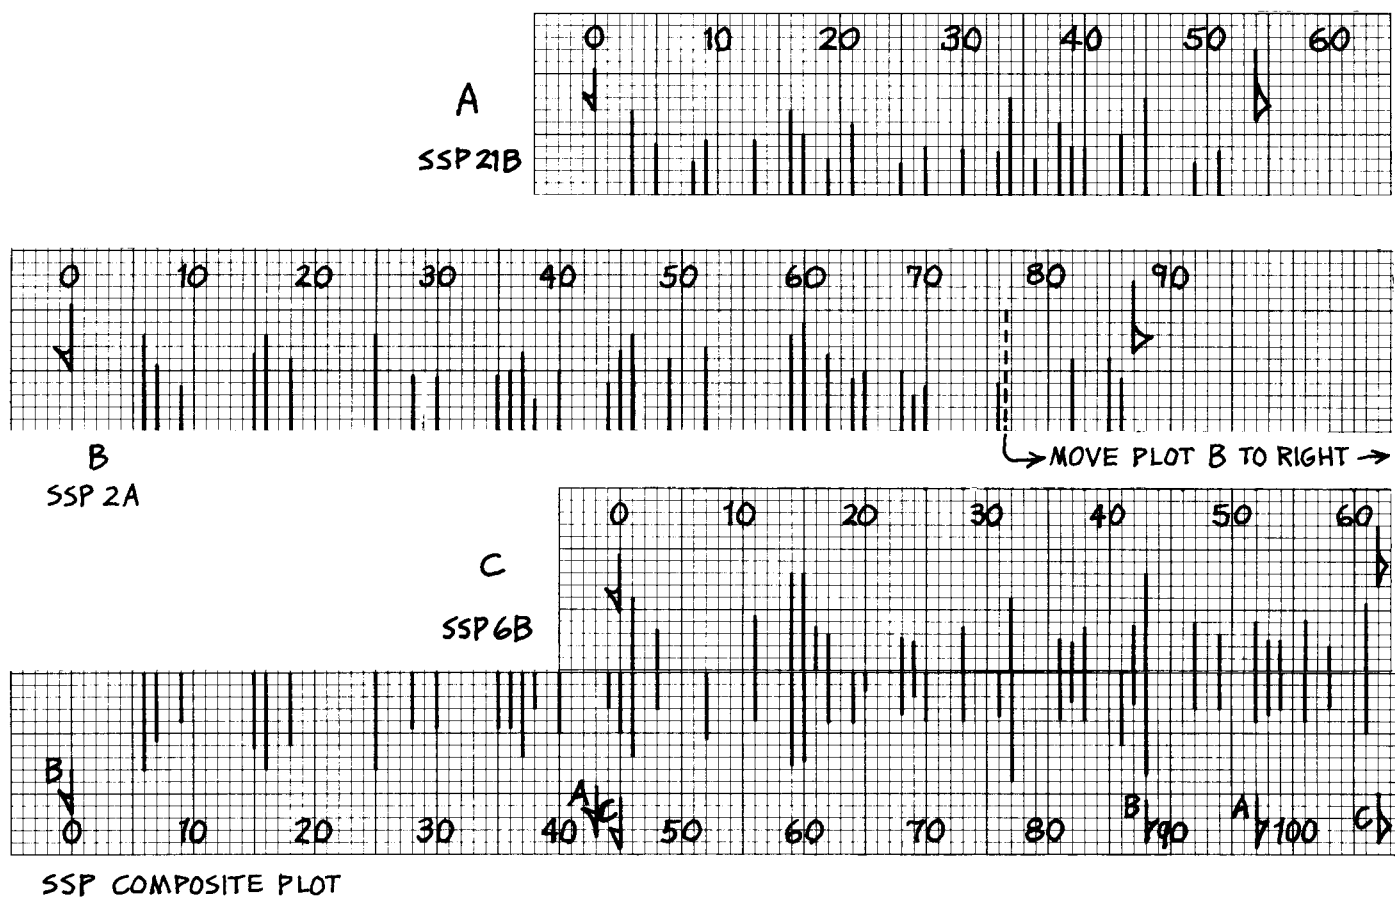 0 10 20 30 40 50 60
A
SSP 21B
0 10 20 30 40 50 60 70 80 90
B
MOVE PLOT B TO RIGHT
SSP 2A
0 10 20 30 40 50 60
C
SSP 6B
B A C B A C
0 10 20 30 40 50 60 70 80 90 100
SSP COMPOSITE PLOT